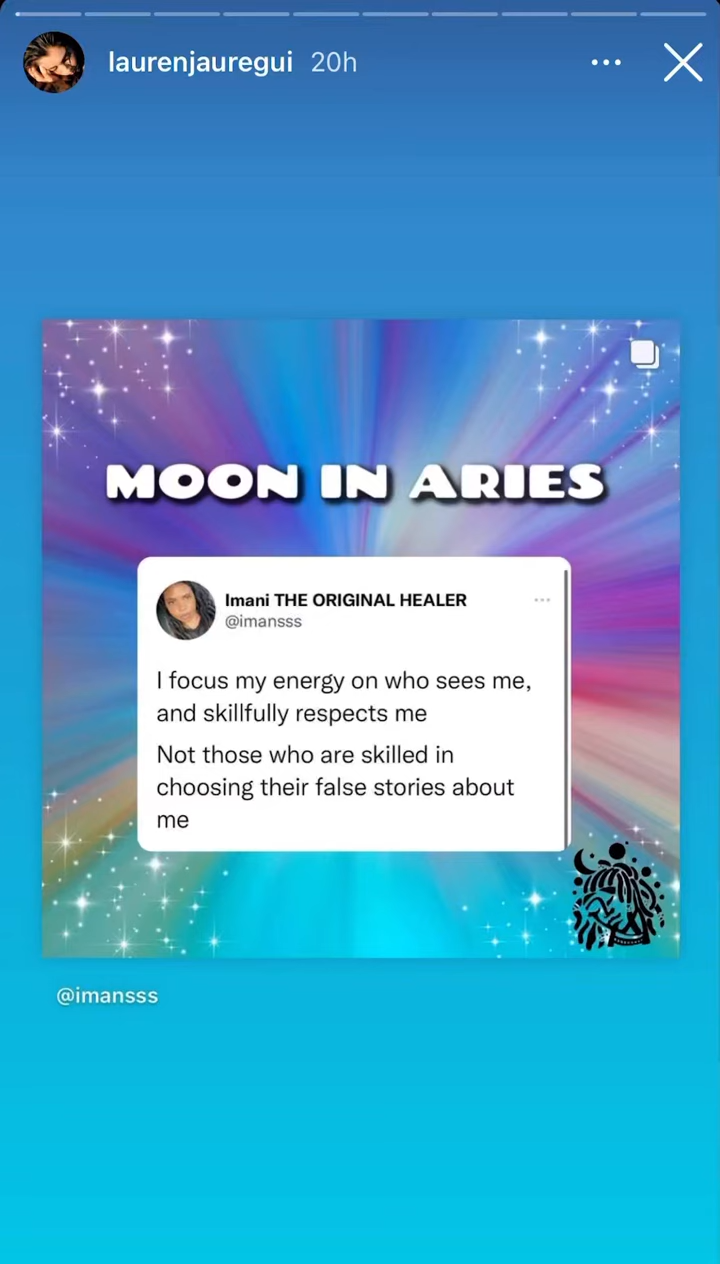 laurenjauregui 20h
MOON IN ARIES
Imani THE ORIGINAL HEALER
@imansss
I focus my energy on who sees me,
and skillfully respects me
Not those who are skilled in
choosing their false stories about
me
@imansss